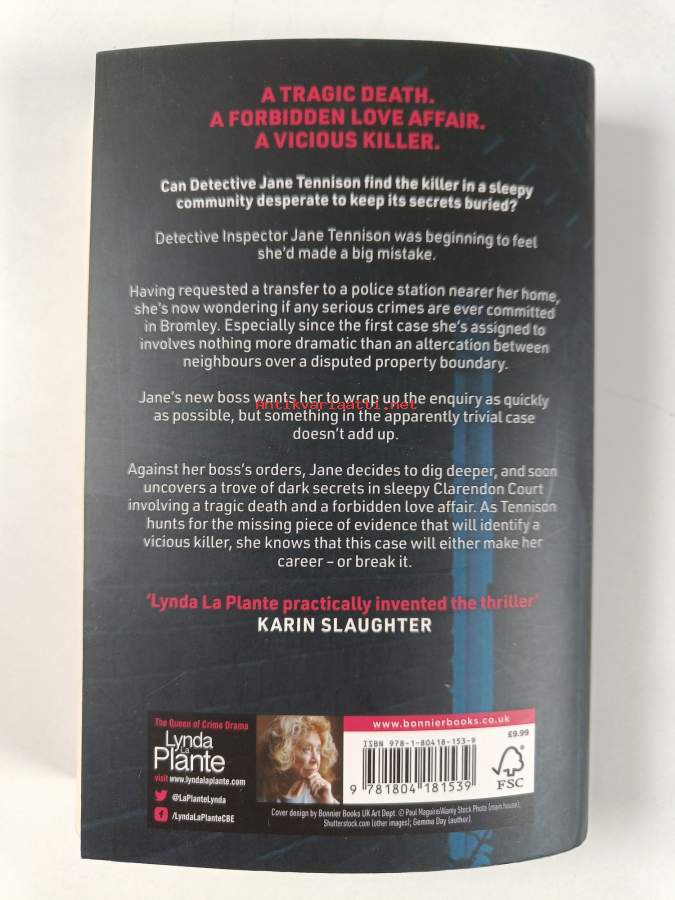 A TRAGIC DEATH.
A FORBIDDEN LOVE AFFAIR.
A VICIOUS KILLER.
Can Detective Jane Tennison find the killer in a sleepy
community desperate to keep its secrets buried?
Detective Inspector Jane Tennison was beginning to feel
she'd made a big mistake.
Having requested a transfer to a police station nearer her home,
she's now wondering if any serious crimes are ever committed
in Bromley. Especially since the first case she's assigned to
involves nothing more dramatic than an altercation between
neighbours over a disputed property boundary.
Jane's new boss wants her to wrap up the enquiry as quickly
Antikvariaatti.net
as possible, but something in the apparently trivial case
doesn't add up.
Against her boss's orders, Jane decides to dig deeper, and soon
uncovers a trove of dark secrets in sleepy Clarendon Court
involving a tragic death and a forbidden love affair. As Tennison
hunts for the missing piece of evidence that will identify a
vicious killer, she knows that this case will either make her
career – or break it.
'Lynda La Plante practically invented the thriller'
KARIN SLAUGHTER
The Queen of Crime Drama
Lynda
La
Plante
visit www.lyndalaplante.com
@LaPlanteLynda
/LyndaLaPlanteCBE
www.bonnierbooks.co.uk
£9.99
ISBN 978-1-80418-153-9
9 781804 181539
FSC
Cover design by Bonnier Books UK Art Dept. © Paul Maguire/Alamy Stock Photo (main house);
Shutterstock.com (other images); Gemma Day (author).